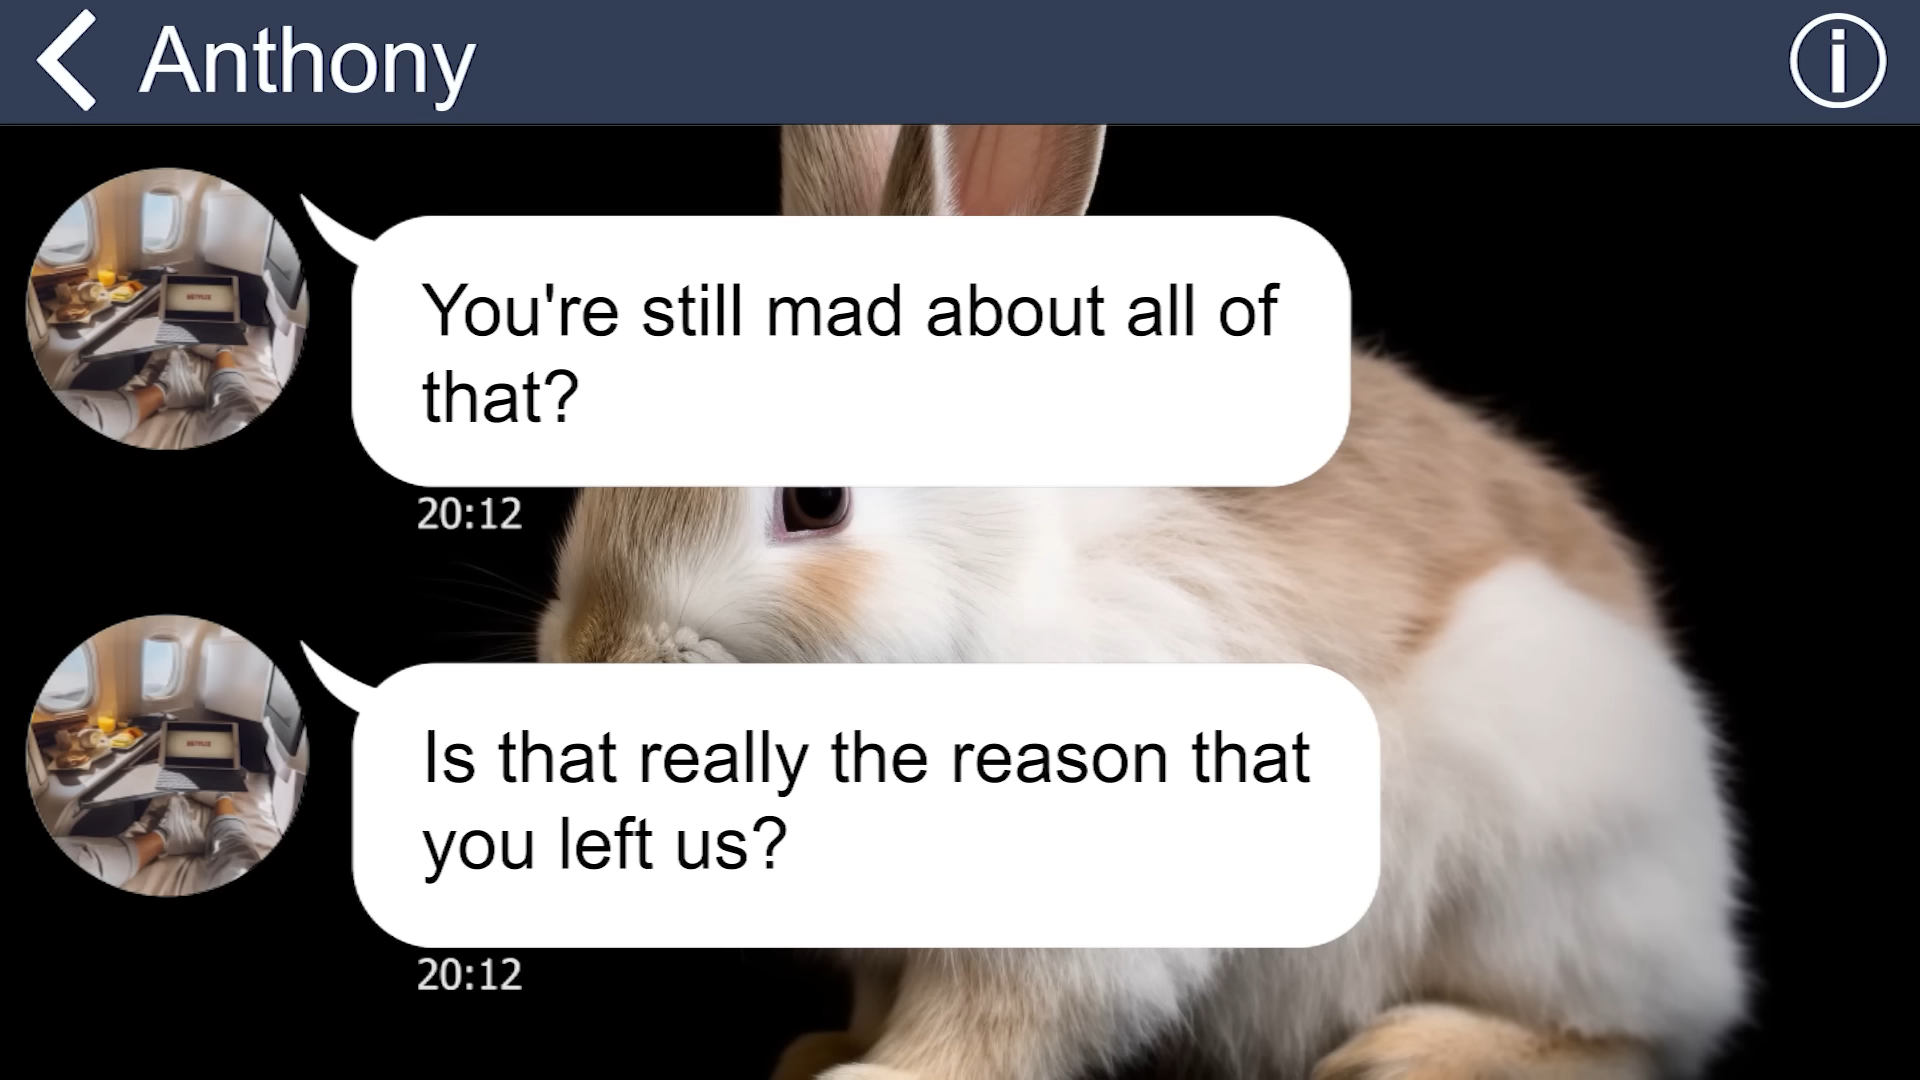 Anthony
You're still mad about all of
that?
20:12
Is that really the reason that
you left us?
20:12